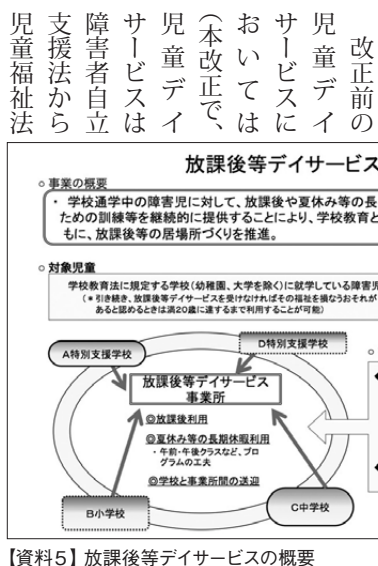 改正前の
児童デイ
サービスに
おいては
（本改正で、
児童デイ
サービスは
障害者自立
支援法から
児童福祉法
放課後等デイサービス
○事業の概要
・ 学校通学中の障害児に対して、放課後や夏休み等の長
ための訓練等を継続的に提供することにより、学校教育と
もに、放課後等の居場所づくりを推進。
○対象児童
学校教育法に規定する学校(幼稚園、大学を除く)に就学している障害児
(＊引き続き、放課後等デイサービスを受けなければその福祉を損なうおそれが
あると認めるときは満20歳に達するまで利用することが可能)
A特別支援学校
D特別支援学校
放課後等デイサービス
事業所
◎放課後利用
◎夏休み等の長期休暇利用
・午前・午後クラスなど、プロ
グラムの工夫
◎学校と事業所間の送迎
B小学校
C中学校
【資料5】放課後等デイサービスの概要